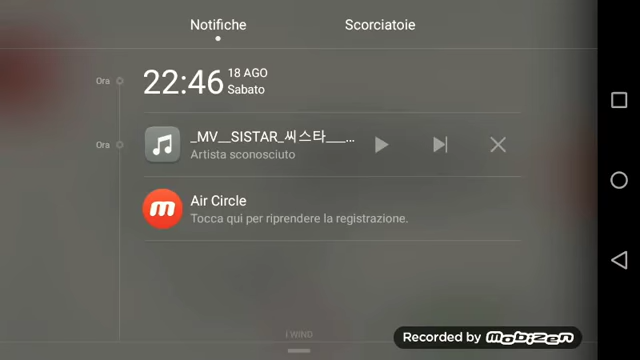 Notifiche
Scorciatoie
Ora
22:46
18 AGO
Sabato
Ora
_MV__SISTAR_씨스타___...
Artista sconosciuto
Air Circle
Tocca qui per riprendere la registrazione.
I WIND
Recorded by mobizen